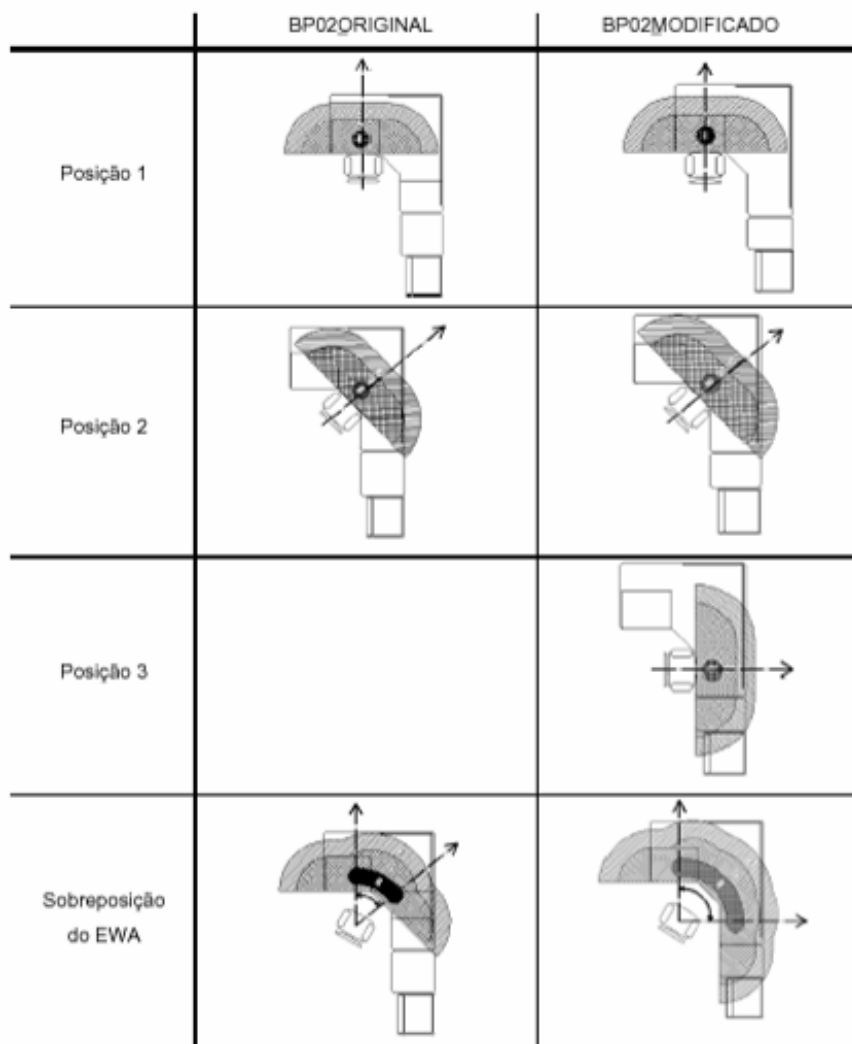 BP02ORIGINAL
BP02MODIFICADO
Posição 1
Posição 2
Posição 3
Sobreposição
do EWA